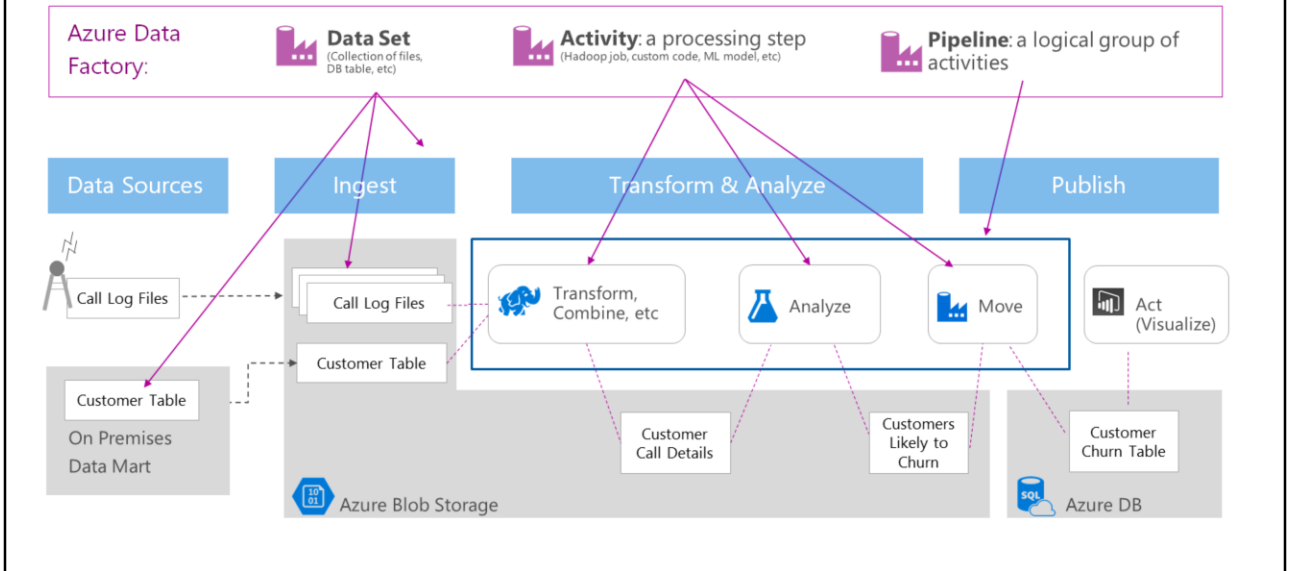 Azure Data
Factory:
Data Set
(Collection of files,
DB table, etc)
Activity: a processing step
(Hadoop job, custom code, ML model, etc)
Pipeline: a logical group of
activities
Data Sources
Ingest
Transform & Analyze
Publish
Call Log Files
Call Log Files
Transform,
Combine, etc
Analyze
Move
Act
(Visualize)
Customer Table
Customer Table
On Premises
Data Mart
Customer
Call Details
Customers
Likely to
Churn
Customer
Churn Table
10
01
Azure Blob Storage
SQL
Azure DB